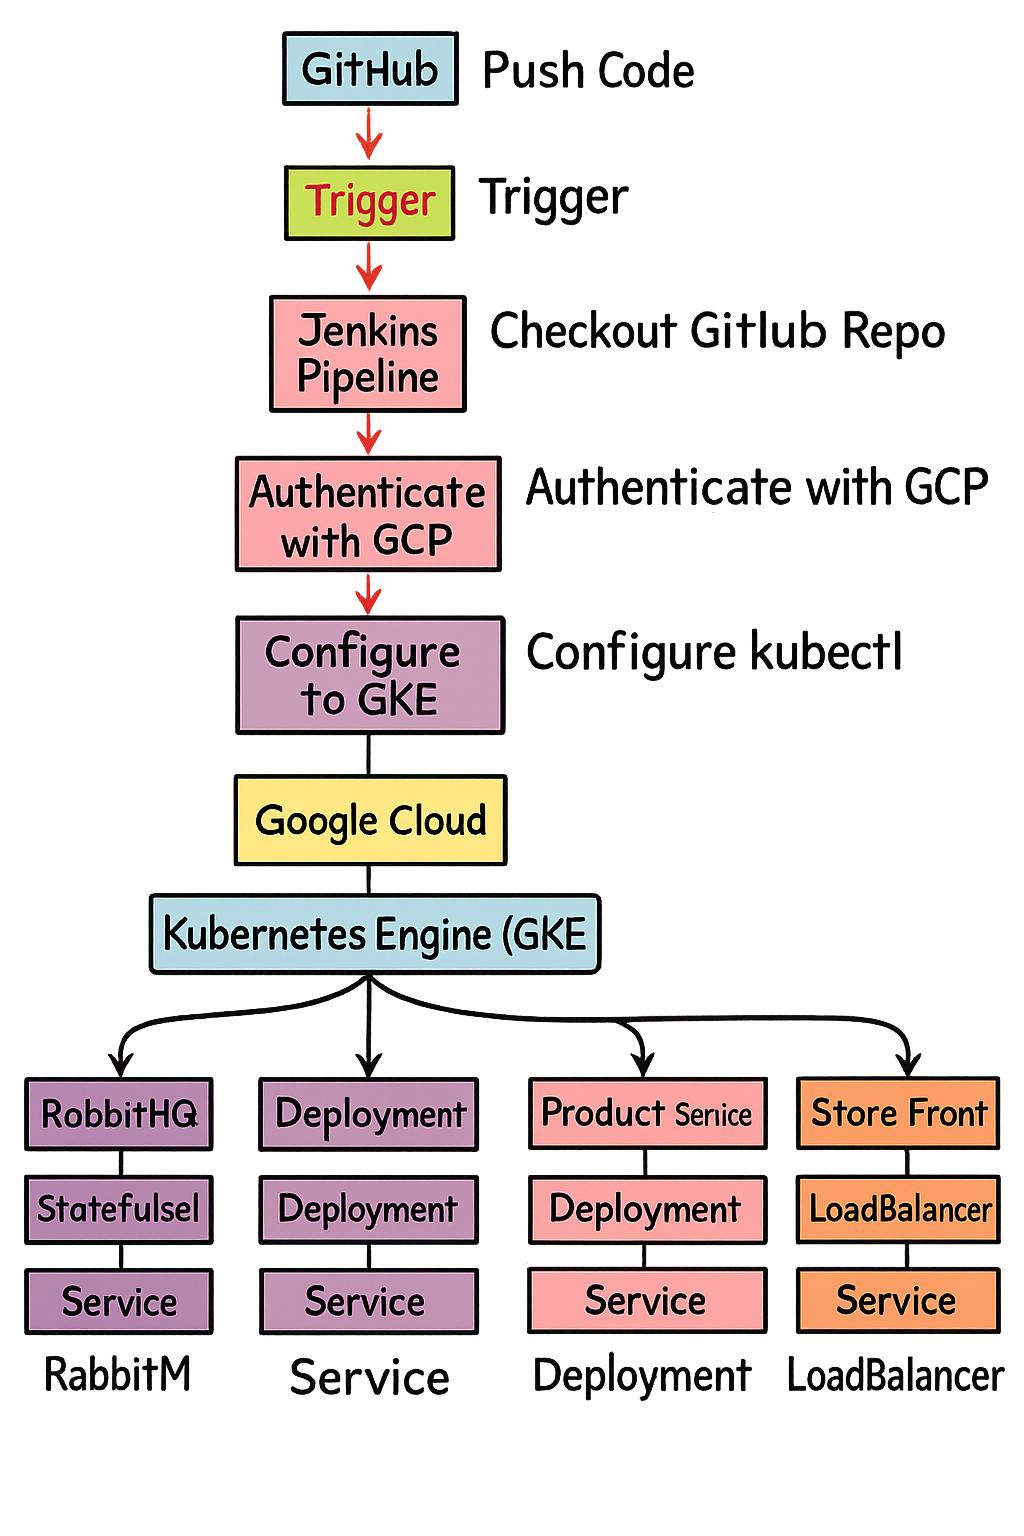 GitHub
Push Code
Trigger
Trigger
Jenkins
Pipeline
Checkout GitIub Repo
Authenticate
with GCP
Authenticate with GCP
Configure
to GKE
Configure kubectl
Google Cloud
Kubernetes Engine (GKE
RobbitHQ
Deployment
Product Service
Store Front
Statefulsel
Deployment
Deployment
LoadBalancer
Service
Service
Service
Service
RabbitM
Service
Deployment
LoadBalancer